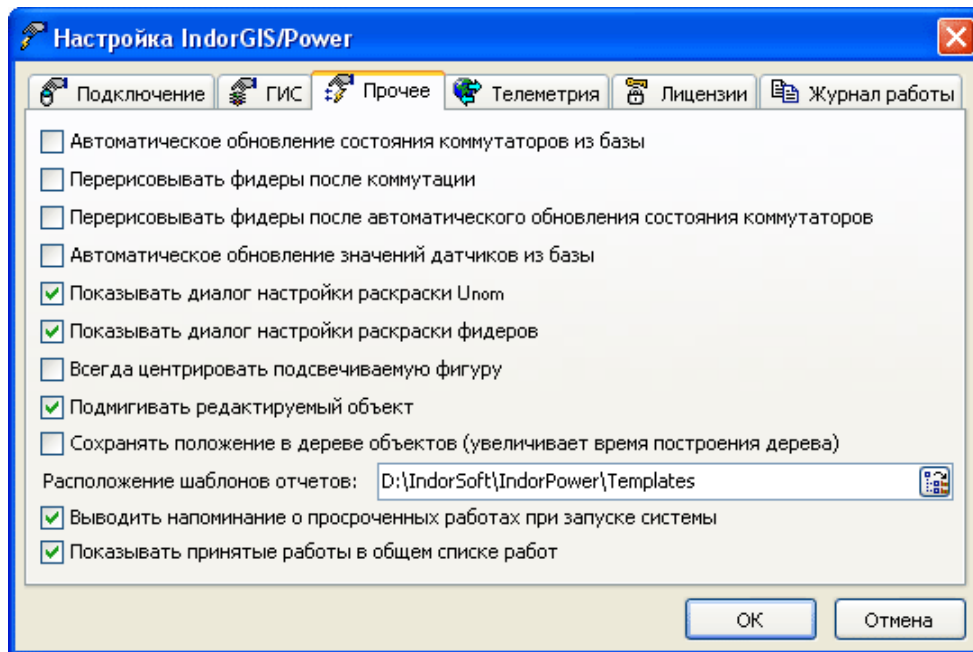 Настройка IndorGIS/Power
Подключение ГИС Прочее Телеметрия Лицензии Журнал работы
Автоматическое обновление состояния коммутаторов из базы
Перерисовывать фидеры после коммутации
Перерисовывать фидеры после автоматического обновления состояния коммутаторов
Автоматическое обновление значений датчиков из базы
Показывать диалог настройки раскраски Unom
Показывать диалог настройки раскраски фидеров
Всегда центрировать подсвечиваемую фигуру
Подмигивать редактируемый объект
Сохранять положение в дереве объектов (увеличивает время построения дерева)
Расположение шаблонов отчетов: D:\IndorSoft\IndorPower\Templates
Выводить напоминание о просроченных работах при запуске системы
Показывать принятые работы в общем списке работ
ОК Отмена